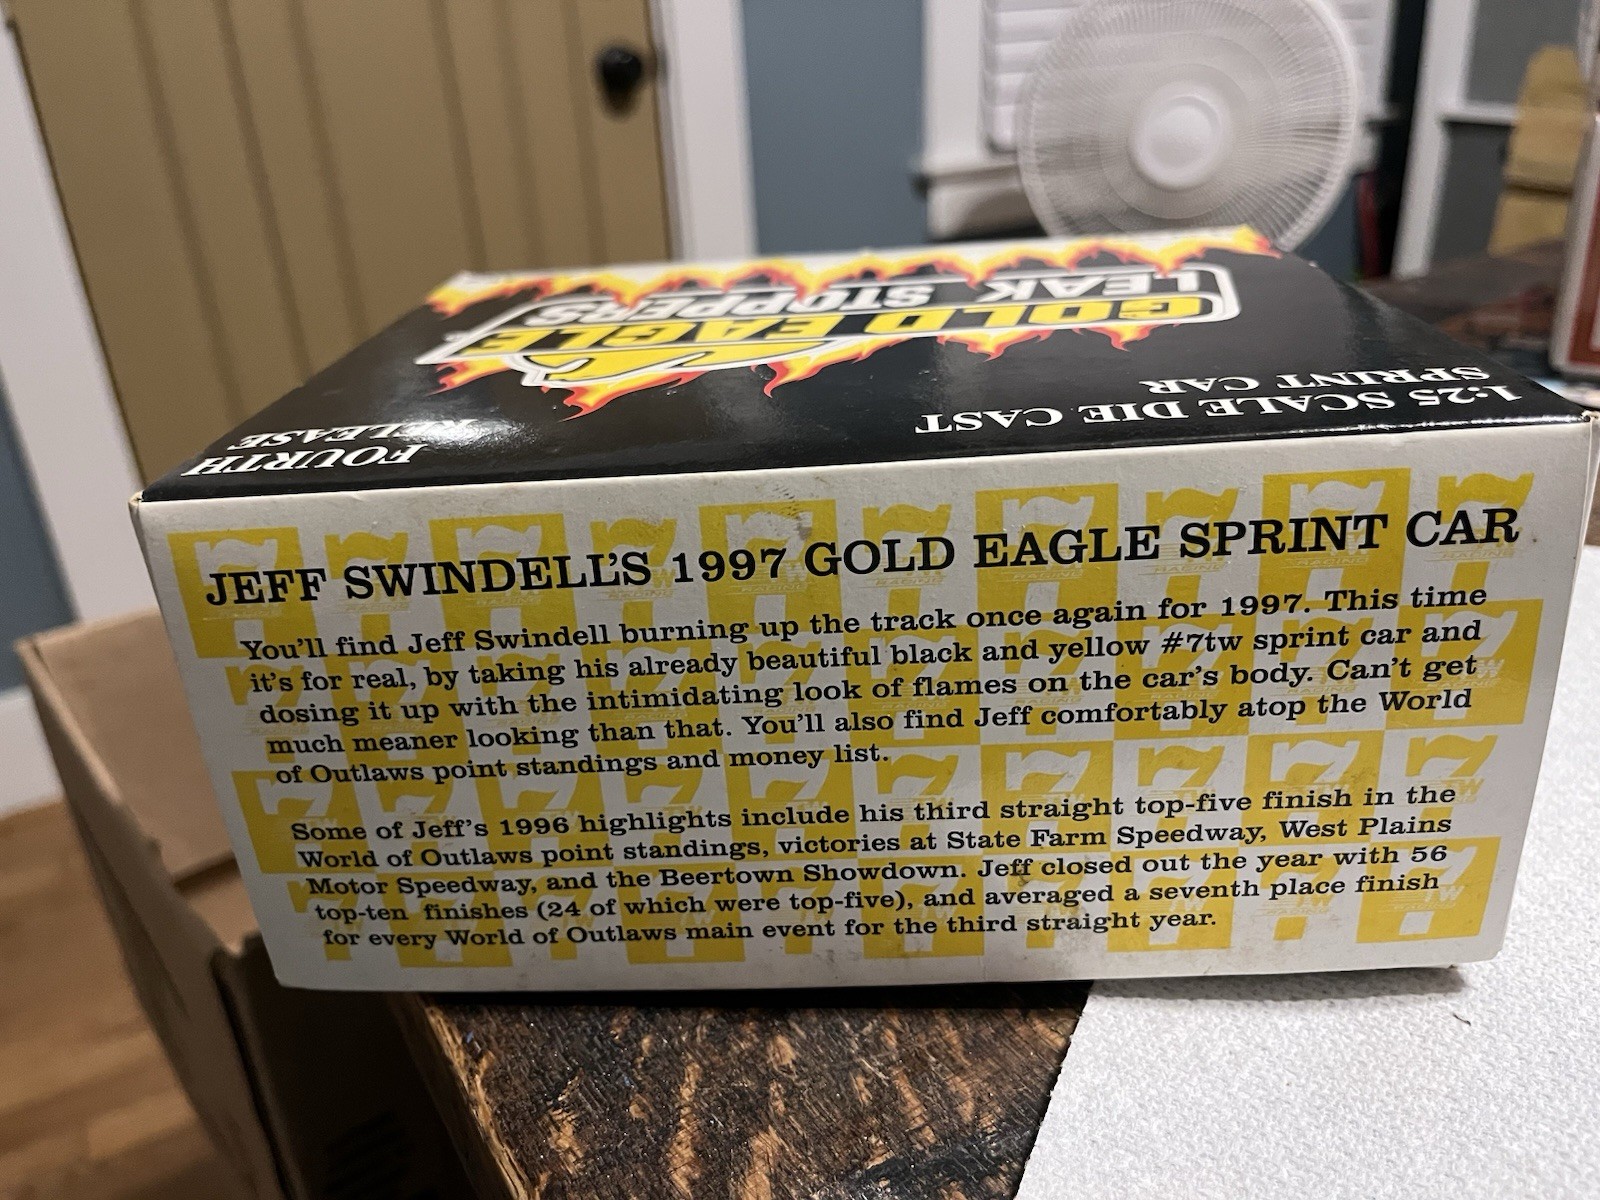 GOLD EAGLE
LEAK STOPPERS
1:25 SCALE DIE CAST
SPRINT CAR
FOURTH
RELEASE
JEFF SWINDELL'S 1997 GOLD EAGLE SPRINT CAR
You'll find Jeff Swindell burning up the track once again for 1997. This time
it's for real, by taking his already beautiful black and yellow #7tw sprint car and
dosing it up with the intimidating look of flames on the car's body. Can't get
much meaner looking than that. You'll also find Jeff comfortably atop the World
of Outlaws point standings and money list.
Some of Jeff's 1996 highlights include his third straight top-five finish in the
World of Outlaws point standings, victories at State Farm Speedway, West Plains
Motor Speedway, and the Beertown Showdown. Jeff closed out the year with 56
top-ten finishes (24 of which were top-five), and averaged a seventh place finish
for every World of Outlaws main event for the third straight year.